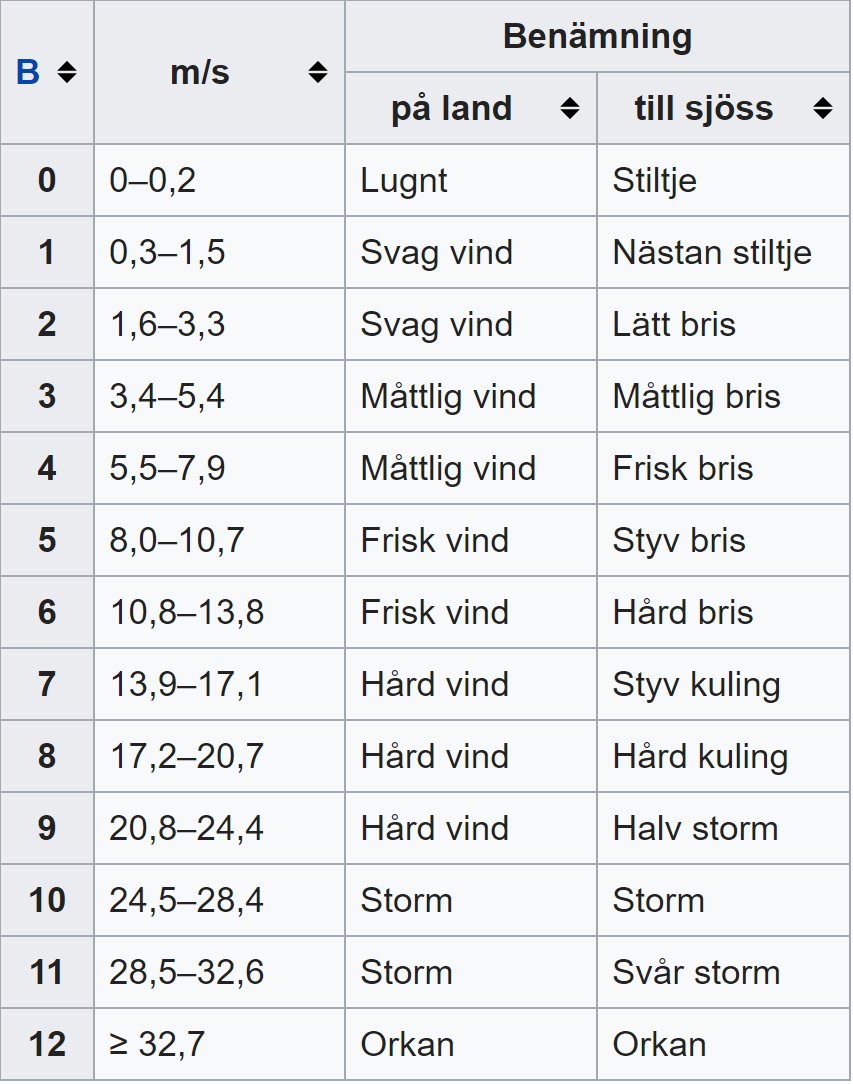 B m/s Benämning
på land till sjöss
0 0–0,2 Lugnt Stiltje
1 0,3–1,5 Svag vind Nästan stiltje
2 1,6–3,3 Svag vind Lätt bris
3 3,4–5,4 Måttlig vind Måttlig bris
4 5,5–7,9 Måttlig vind Frisk bris
5 8,0–10,7 Frisk vind Styv bris
6 10,8–13,8 Frisk vind Hård bris
7 13,9–17,1 Hård vind Styv kuling
8 17,2–20,7 Hård vind Hård kuling
9 20,8–24,4 Hård vind Halv storm
10 24,5–28,4 Storm Storm
11 28,5–32,6 Storm Svår storm
12 ≥ 32,7 Orkan Orkan